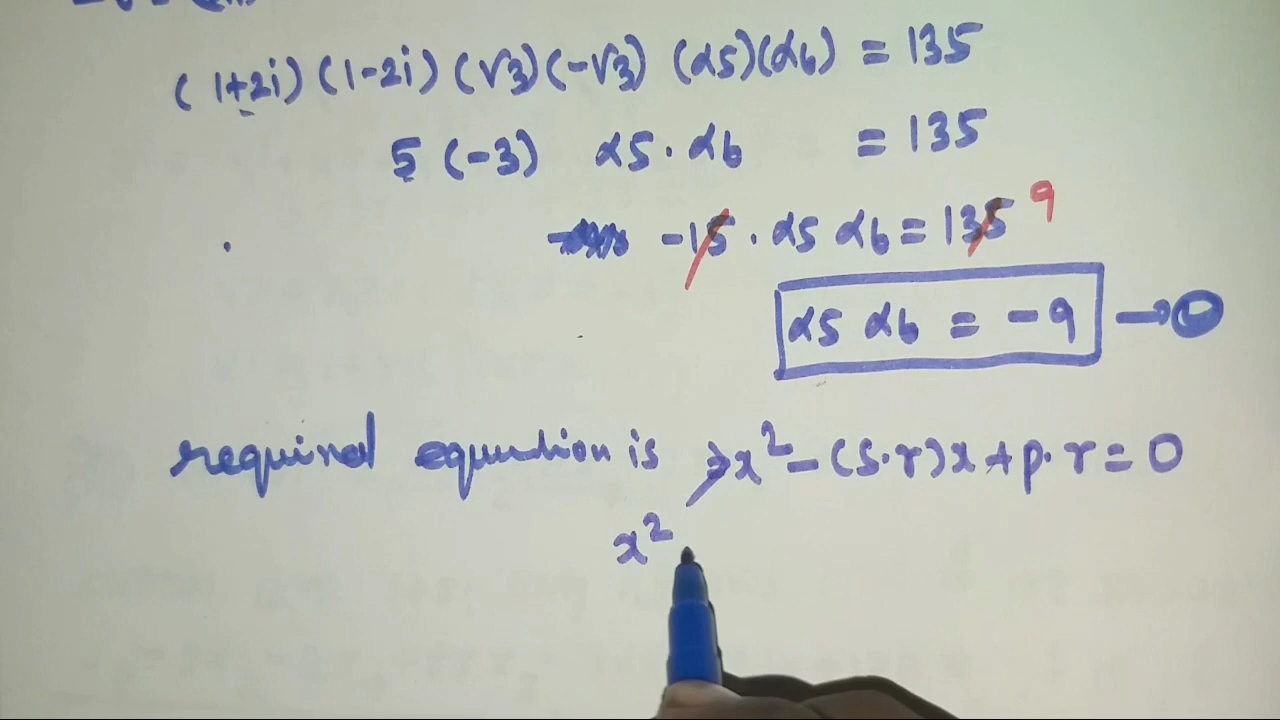 (1+2i) (1-2i) (√3) (-√3) (α5)(α6) = 135
5 (-3) α5 . α6 = 135
-15 . α5 α6 = 135 9
α5 α6 = -9 →
required equation is x² - (S.r)x + p.r = 0
x²